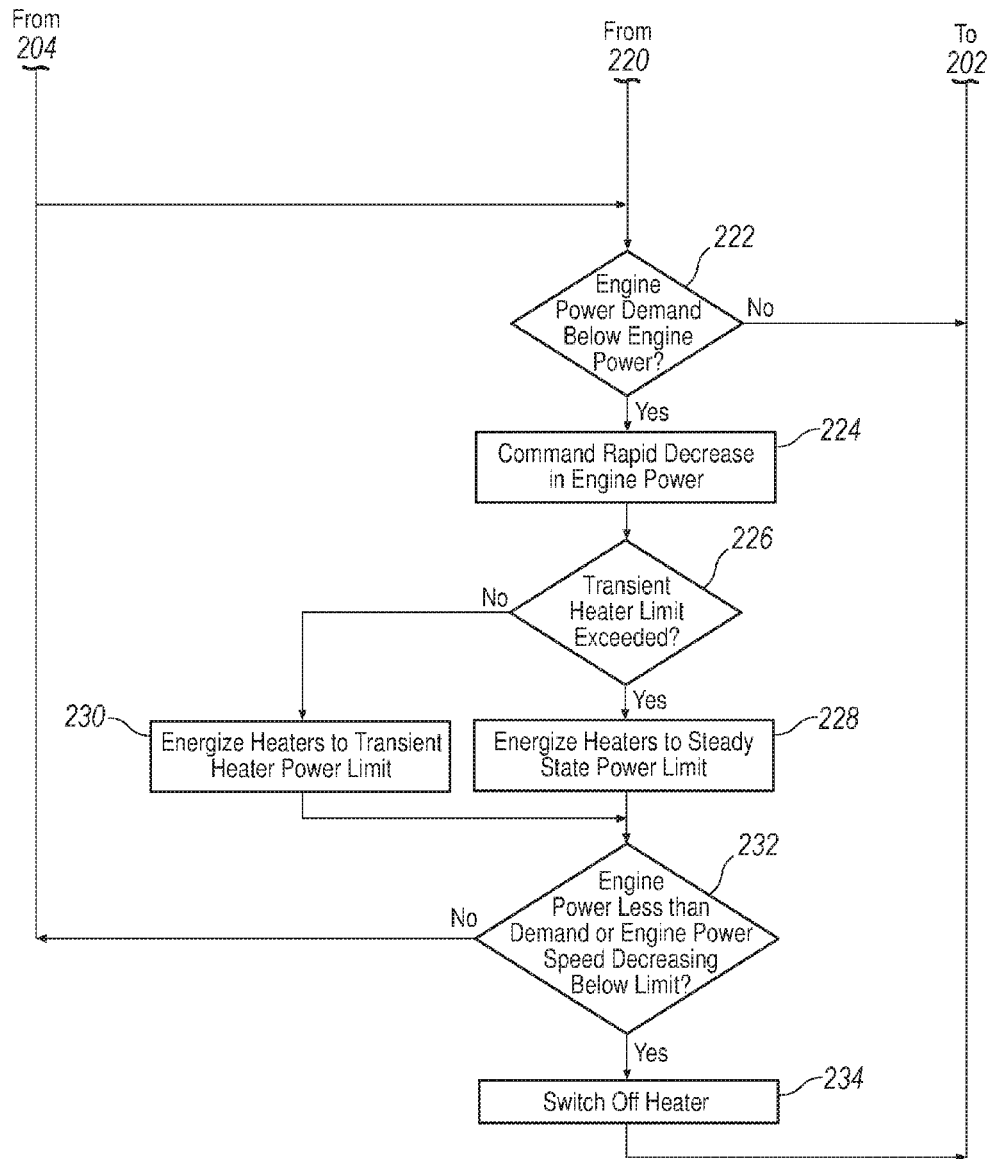 From
204
From
220
To
202
222
Engine
Power Demand
Below Engine
Power?
No
Yes
224
Command Rapid Decrease
in Engine Power
226
Transient
Heater Limit
Exceeded?
No
Yes
230
Energize Heaters to Transient
Heater Power Limit
228
Energize Heaters to Steady
State Power Limit
232
Engine
Power Less than
Demand or Engine Power
Speed Decreasing
Below Limit?
No
Yes
234
Switch Off Heater